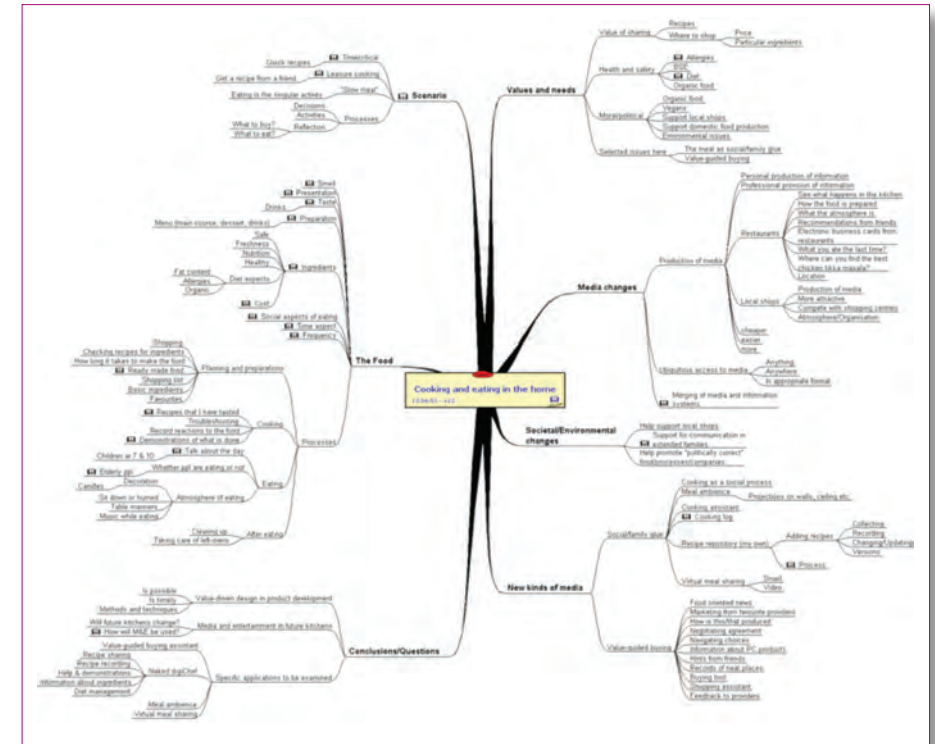 Cooking and eating in the home
Scenario
Timecritical
Quick recipes
Leasure cooking
Get a recipe from a friend
"Slow meal"
Eating is the singular activity
Processes
Decisions
Activities
Reflection
What to buy?
What to eat?
The Food
Smell
Presentation
Taste
Drinks
Preparation
Menu (main course, dessert, drinks)
Ingredients
Safe
Freshness
Nutrition
Healthy
Diet aspects
Fat content
Allergies
Organic
Cost
Social aspects of eating
Time aspect
Frequency
Processes
Planning and preparations
Shopping
Checking recipes for ingredients
How long it takes to make the food
Ready made food
Shopping list
Basic ingredients
Favourites
Cooking
Recipes that I have tasted
Troubleshooting
Record reactions to the food
Demonstrations of what is done
Eating
Talk about the day
Children ar 7 & 10
Whether ppl are eating or not
Elderly ppl
Atmosphere of eating
Decoration
Candles
Sit down or hurried
Table manners
Music while eating
After eating
Cleaning up
Taking care of left-overs
Conclusions/Questions
Value-driven design in product development
Is possible
Is timely
Methods and techniques
Media and entertainment in future kitchens
Will future kitchens change?
How will M&E be used?
Specific applications to be examined
Value-guided buying assistant
Naked digiChef
Recipe sharing
Recipe recording
Help & demonstrations
Information about ingredients
Diet management
Meal ambience
Virtual meal sharing
Values and needs
Value of sharing
Recipes
Where to shop
Price
Particular ingredients
Health and safety
Allergies
BSE
Diet
Organic food
Moral/political
Organic food
Vegans
Support local shops
Support domestic food production
Environmental issues
Selected issues here
The meal as social/family glue
Value-guided buying
Media changes
Production of media
Personal production of information
Professional provision of information
Restaurants
See what happens in the kitchen
How the food is prepared
What the atmosphere is
Recommendations from friends
Electronic business cards from
restaurants
What you ate the last time?
Where can you find the best
chicken tikka masala?
Location
Local shops
Production of media
More attractive
Compete with shopping centres
Atmosphere/Organisation
cheaper
easier
more
Ubiquitous access to media
Anything
Anywhere
In appropriate format
Merging of media and information
systems
Societal/Environmental
changes
Help support local shops
Support for communication in
extended families
Help promote "politically correct"
food/processes/companies
New kinds of media
Social/family glue
Cooking as a social process
Meal ambience
Projections on walls, ceiling etc.
Cooking assistant
Cooking log
Recipe repository (my own)
Adding recipes
Collecting
Recording
Changing/Updating
Versions
Process
Virtual meal sharing
Smell
Video
Value-guided buying
Food oriented news
Marketing from favourite providers
How is this/that produced
Negotiating agreement
Navigating choices
Information about PC products
Hints from friends
Records of neat places
Buying tool
Shopping assistant
Feedback to providers